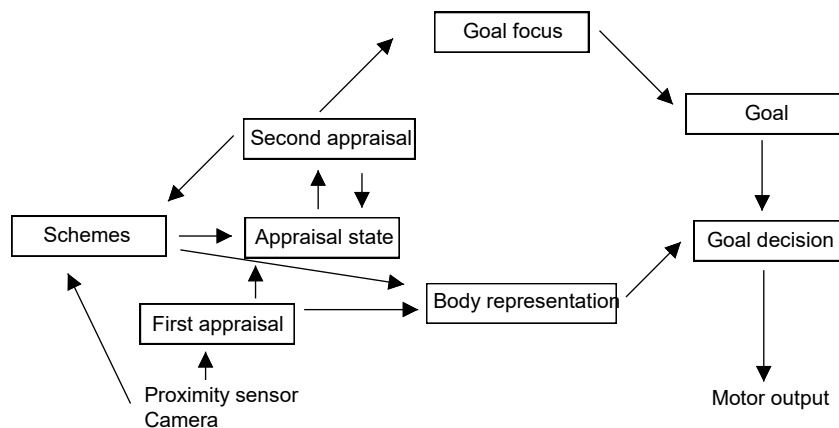 Goal focus
Goal
Second appraisal
Schemes
Appraisal state
Goal decision
Body representation
First appraisal
Proximity sensor
Camera
Motor output